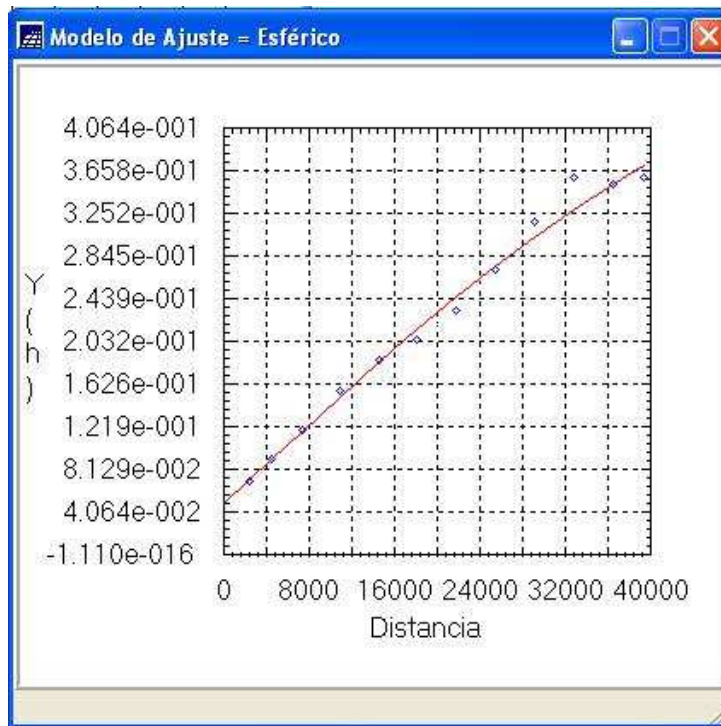 Modelo de Ajuste = Esférico
4.064e-001
3.658e-001
3.252e-001
2.845e-001
2.439e-001
2.032e-001
1.626e-001
1.219e-001
8.129e-002
4.064e-002
-1.110e-016
Y(h)
0 8000 16000 24000 32000 40000
Distancia